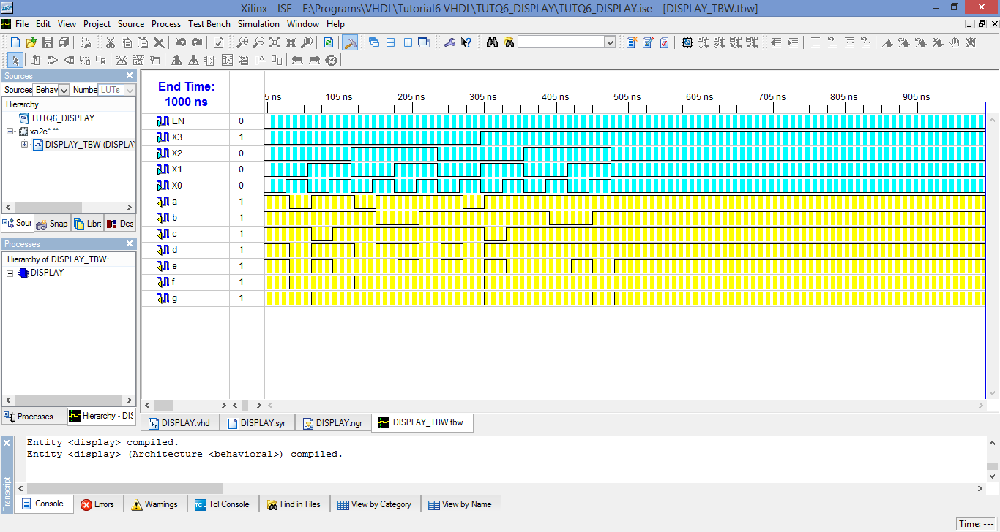 Xilinx - ISE - E:\Programs\VHDL\Tutorial6 VHDL\TUTQ6_DISPLAY\TUTQ6_DISPLAY.ise - [DISPLAY_TBW.tbw]
File Edit View Project Source Process Test Bench Simulation Window Help
Sources
Sources Behav Numbe LUTs
Hierarchy
TUTQ6_DISPLAY
xa2c*-**
DISPLAY_TBW (DISPLA
Sour Snap Libra Des
Processes
Hierarchy of DISPLAY_TBW:
DISPLAY
Processes Hierarchy - DIS
End Time:
1000 ns
5 ns 105 ns 205 ns 305 ns 405 ns 505 ns 605 ns 705 ns 805 ns 905 ns
EN 0
X3 1
X2 0
X1 0
X0 0
a 1
b 1
c 1
d 1
e 1
f 1
g 1
DISPLAY.vhd DISPLAY.syr DISPLAY.ngr DISPLAY_TBW.tbw
Entity <display> compiled.
Entity <display> (Architecture <behavioral>) compiled.
Transcript
Console Errors Warnings TCL Tcl Console Find in Files View by Category View by Name
Time: ---